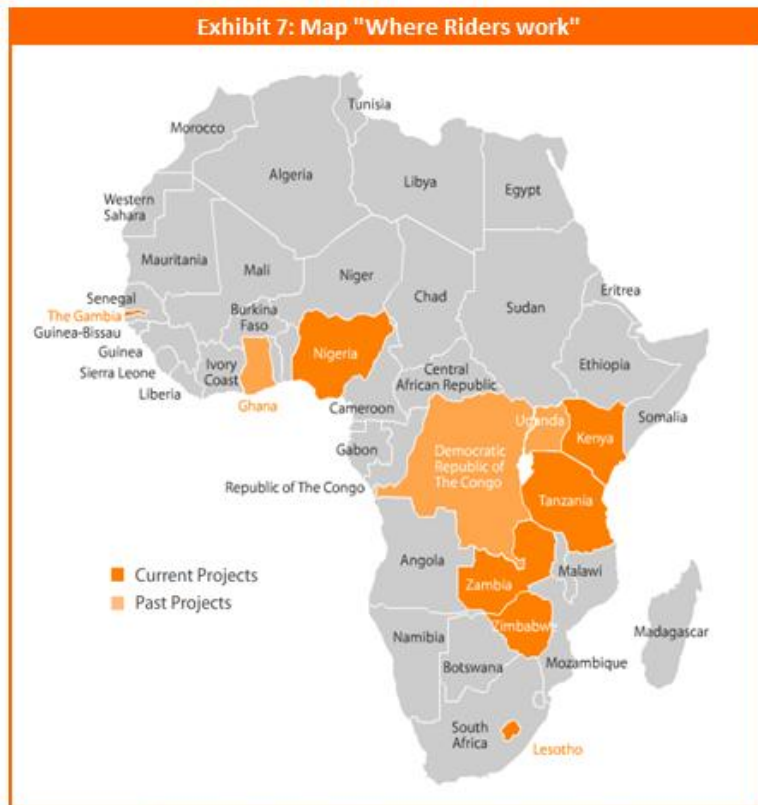 Exhibit 7: Map "Where Riders work"
Tunisia
Morocco
Algeria
Libya
Egypt
Western
Sahara
Mauritania
Mali
Niger
Chad
Sudan
Eritrea
Senegal
The Gambia
Guinea-Bissau
Guinea
Sierra Leone
Liberia
Burkina
Faso
Ivory
Coast
Ghana
Nigeria
Cameroon
Central
African Republic
Ethiopia
Somalia
Uganda
Kenya
Gabon
Republic of The Congo
Democratic
Republic of
The Congo
Tanzania
Angola
Zambia
Malawi
Current Projects
Past Projects
Zimbabwe
Namibia
Botswana
Mozambique
Madagascar
South
Africa
Lesotho